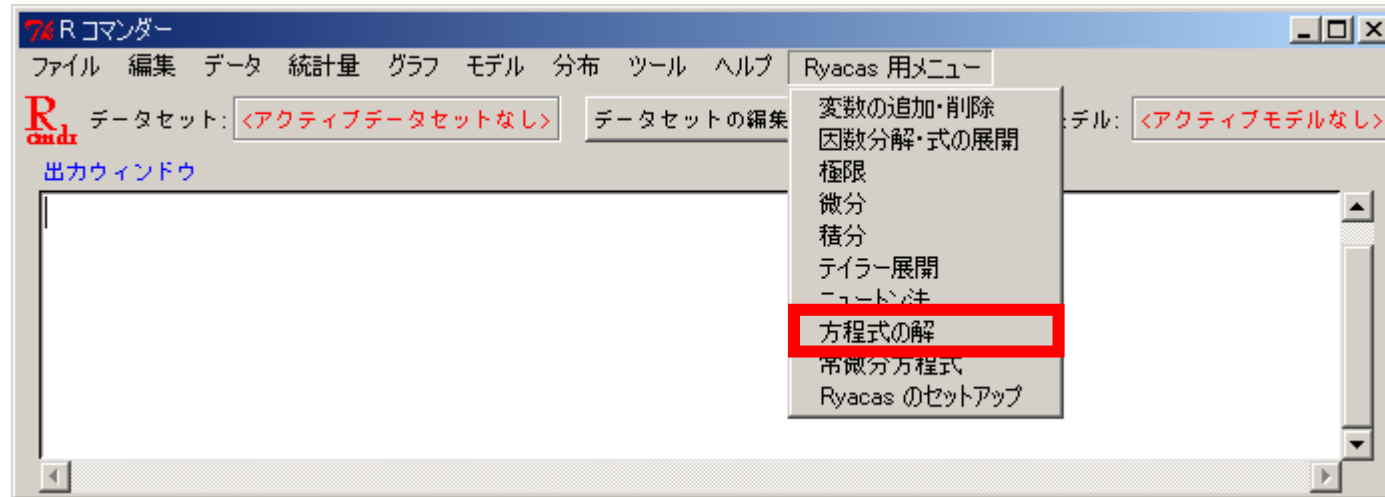 R コマンダー
ファイル 編集 データ 統計量 グラフ モデル 分布 ツール ヘルプ Ryacas 用メニュー
R cmdr データセット: <アクティブデータセットなし> データセットの編集 デル: <アクティブモデルなし>
出力ウィンドウ
変数の追加・削除
因数分解・式の展開
極限
微分
積分
テイラー展開
ニュートン法
方程式の解
常微分方程式
Ryacas のセットアップ